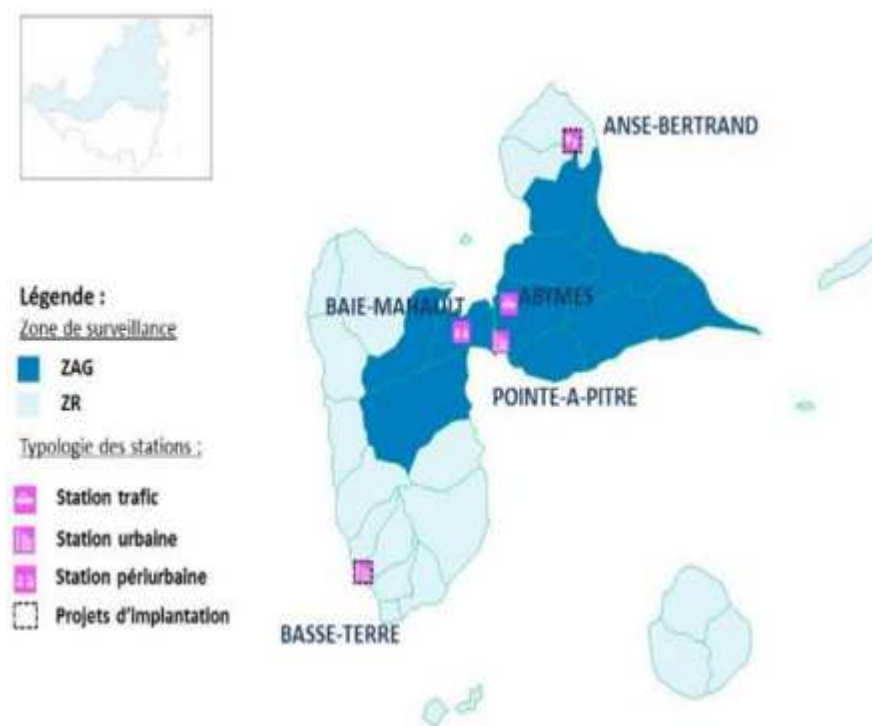 ANSE-BERTRAND
BAIE-MAHAULT
ABYMES
POINTE-A-PITRE
BASSE-TERRE
Légende :
Zone de surveillance
ZAG
ZR
Typologie des stations :
Station trafic
Station urbaine
Station périurbaine
Projets d'implantation